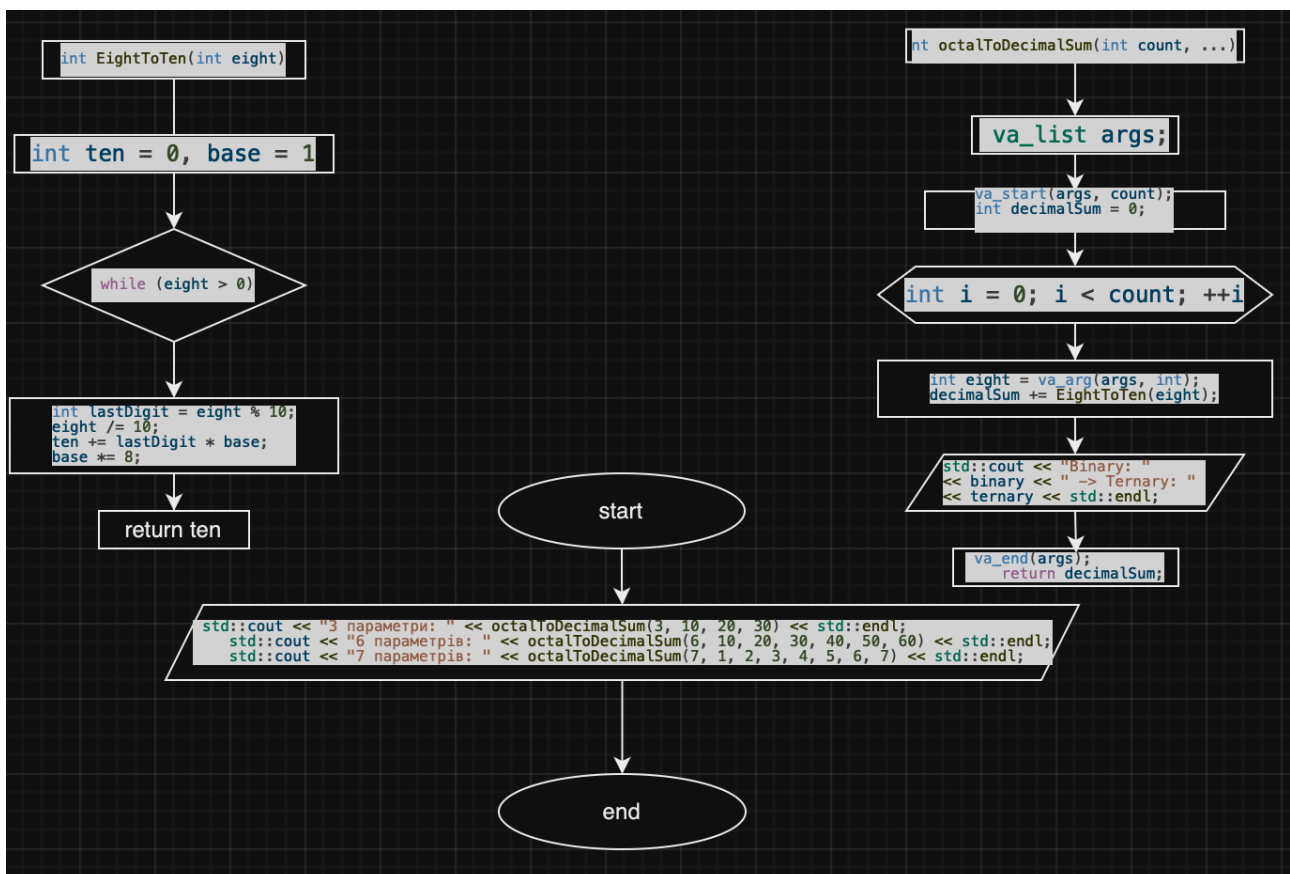 int EightToTen(int eight)
int ten = 0, base = 1
while (eight > 0)
int lastDigit = eight % 10;
eight /= 10;
ten += lastDigit * base;
base *= 8;
return ten
nt octalToDecimalSum(int count, ...)
va_list args;
va_start(args, count);
int decimalSum = 0;
int i = 0; i < count; ++i
int eight = va_arg(args, int);
decimalSum += EightToTen(eight);
std::cout << "Binary: "
<< binary << " -> Ternary: "
<< ternary << std::endl;
va_end(args);
return decimalSum;
start
std::cout << "3 параметри: " << octalToDecimalSum(3, 10, 20, 30) << std::endl;
std::cout << "6 параметрів: " << octalToDecimalSum(6, 10, 20, 30, 40, 50, 60) << std::endl;
std::cout << "7 параметрів: " << octalToDecimalSum(7, 1, 2, 3, 4, 5, 6, 7) << std::endl;
end